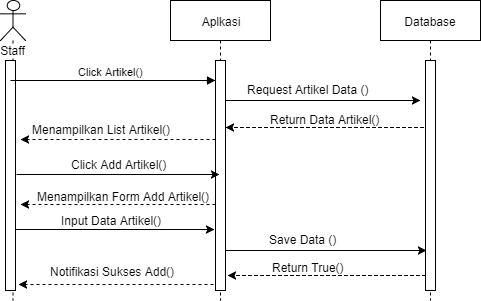 Aplkasi
Database
Staff
Click Artikel()
Request Artikel Data ()
Return Data Artikel()
Menampilkan List Artikel()
Click Add Artikel()
Menampilkan Form Add Artikel()
Input Data Artikel()
Save Data ()
Return True()
Notifikasi Sukses Add()